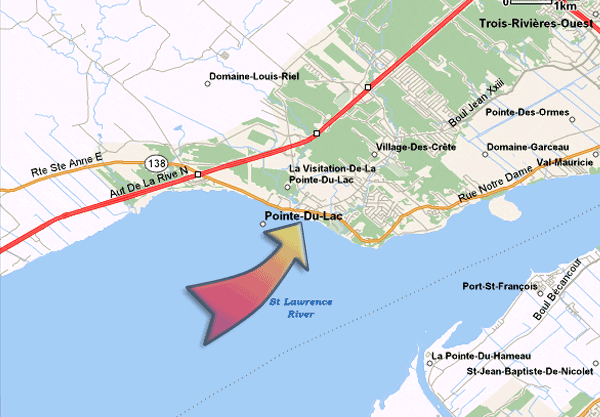 0
1km
Trois-Rivières-Ouest
Domaine-Louis-Riel
Boul Jean Xxiii
Pointe-Des-Ormes
Village-Des-Crête
Domaine-Garceau
Val-Mauricie
Rte Ste Anne E
138
Aut De La Rive N
La Visitation-De-La
Pointe-Du-Lac
Rue Notre Dame
Pointe-Du-Lac
St Lawrence
River
Port-St-François
Boul Bécancour
La Pointe-Du-Hameau
St-Jean-Baptiste-De-Nicolet